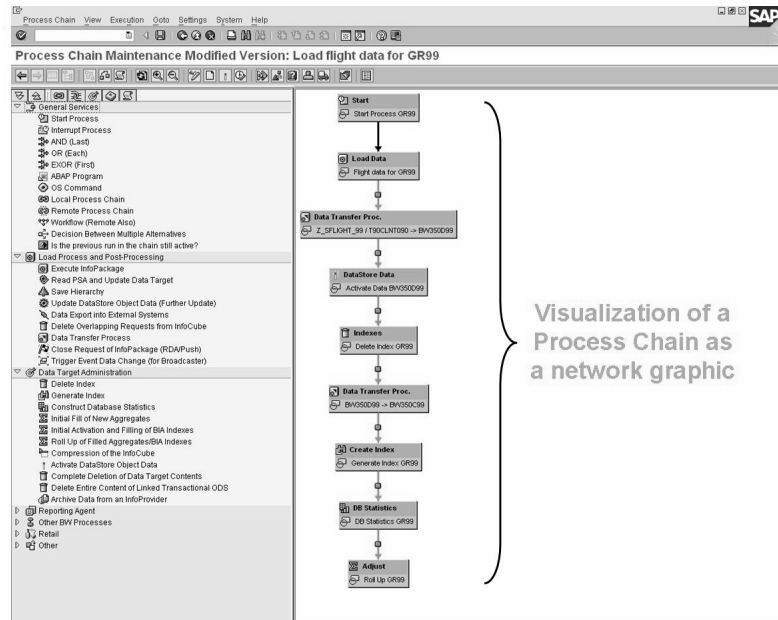 Process Chain View Execution Goto Settings System Help
SAP
Process Chain Maintenance Modified Version: Load flight data for GR99
General Services
Start Process
Interrupt Process
AND (Last)
OR (Each)
EXOR (First)
ABAP Program
OS Command
Local Process Chain
Remote Process Chain
Workflow (Remote Also)
Decision Between Multiple Alternatives
Is the previous run in the chain still active?
Load Process and Post-Processing
Execute InfoPackage
Read PSA and Update Data Target
Save Hierarchy
Update DataStore Object Data (Further Update)
Data Export into External Systems
Delete Overlapping Requests from InfoCube
Data Transfer Process
Close Request of InfoPackage (RDA/Push)
Trigger Event Data Change (for Broadcaster)
Data Target Administration
Delete Index
Generate Index
Construct Database Statistics
Initial Fill of New Aggregates
Initial Activation and Filling of BIA Indexes
Roll Up of Filled Aggregates/BIA Indexes
Compression of the InfoCube
Activate DataStore Object Data
Complete Deletion of Data Target Contents
Delete Entire Content of Linked Transactional ODS
Archive Data from an InfoProvider
Reporting Agent
Other BW Processes
Retail
Other
Start
Start Process GR99
Load Data
Flight data for GR99
Data Transfer Proc.
Z_SFLIGHT_99 / T90CLNT090 -> BW350D99
DataStore Data
Activate Data BW350D99
Indexes
Delete Index GR99
Data Transfer Proc.
BW350D99 -> BW350C99
Create Index
Generate Index GR99
DB Statistics
DB Statistics GR99
Adjust
Roll Up GR99
Visualization of a
Process Chain as
a network graphic